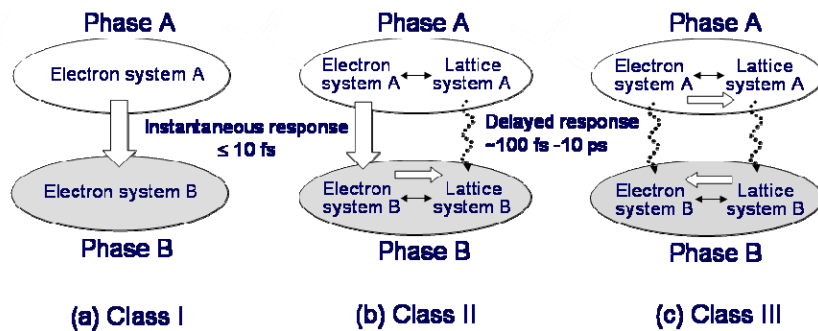 Phase A
Electron system A
Instantaneous response
≤ 10 fs
Electron system B
Phase B
(a) Class I
Phase A
Electron
system A
Lattice
system A
Delayed response
~100 fs -10 ps
Electron
system B
Lattice
system B
Phase B
(b) Class II
Phase A
Electron
system A
Lattice
system A
Electron
system B
Lattice
system B
Phase B
(c) Class III